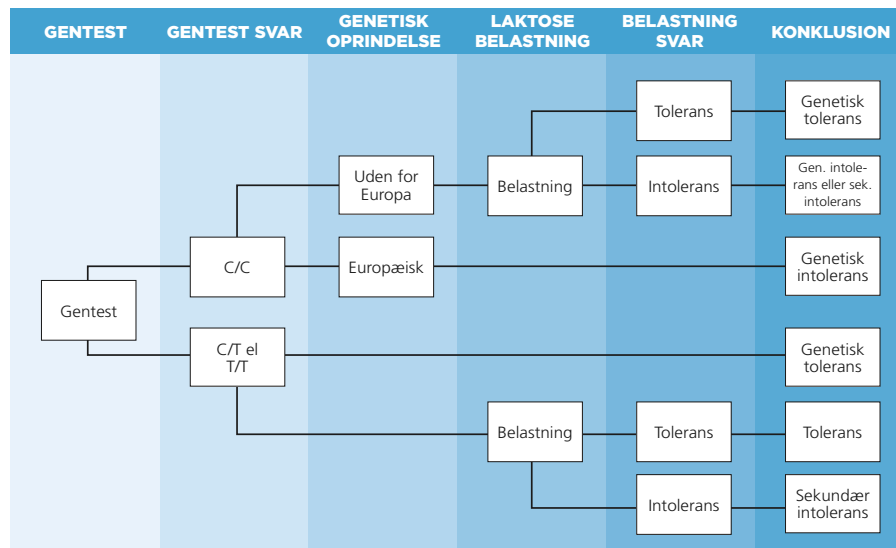 GENTEST
GENTEST SVAR
GENETISK
OPRINDELSE
LAKTOSE
BELASTNING
BELASTNING
SVAR
KONKLUSION
Tolerans
Genetisk
tolerans
Uden for
Europa
Belastning
Intolerans
Gen. intole-
rans eller sek.
intolerans
C/C
Europæisk
Genetisk
intolerans
Gentest
C/T el
T/T
Genetisk
tolerans
Belastning
Tolerans
Tolerans
Intolerans
Sekundær
intolerans